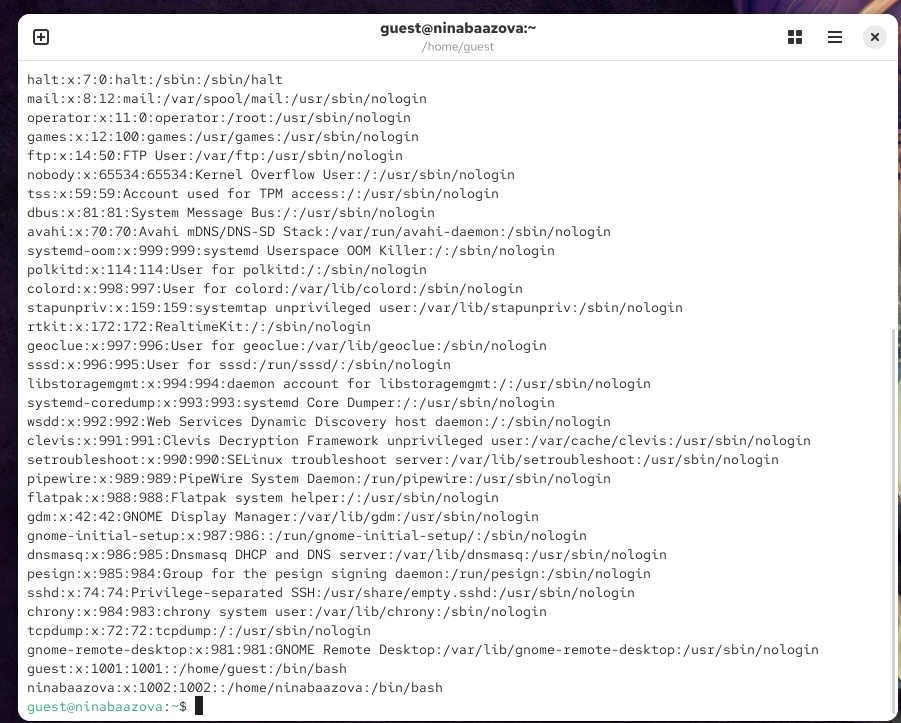 guest@ninabaazova:~
/home/guest
halt:x:7:0:halt:/sbin:/sbin/halt
mail:x:8:12:mail:/var/spool/mail:/usr/sbin/nologin
operator:x:11:0:operator:/root:/usr/sbin/nologin
games:x:12:100:games:/usr/games:/usr/sbin/nologin
ftp:x:14:50:FTP User:/var/ftp:/usr/sbin/nologin
nobody:x:65534:65534:Kernel Overflow User:/:/usr/sbin/nologin
tss:x:59:59:Account used for TPM access:/:/usr/sbin/nologin
dbus:x:81:81:System Message Bus:/:/usr/sbin/nologin
avahi:x:70:70:Avahi mDNS/DNS-SD Stack:/var/run/avahi-daemon:/sbin/nologin
systemd-oom:x:999:999:systemd Userspace OOM Killer:/:/usr/sbin/nologin
polkitd:x:114:114:User for polkitd:/:/sbin/nologin
colord:x:998:997:User for colord:/var/lib/colord:/sbin/nologin
stapunpriv:x:159:159:systemtap unprivileged user:/var/lib/stapunpriv:/sbin/nologin
rtkit:x:172:172:RealtimeKit:/:/sbin/nologin
geoclue:x:997:996:User for geoclue:/var/lib/geoclue:/sbin/nologin
sssd:x:996:995:User for sssd:/run/sssd/:/sbin/nologin
libstoragemgmt:x:994:994:daemon account for libstoragemgmt:/:/usr/sbin/nologin
systemd-coredump:x:993:993:systemd Core Dumper:/:/usr/sbin/nologin
wsdd:x:992:992:Web Services Dynamic Discovery host daemon:/:/sbin/nologin
clevis:x:991:991:Clevis Decryption Framework unprivileged user:/var/cache/clevis:/usr/sbin/nologin
setroubleshoot:x:990:990:SELinux troubleshoot server:/var/lib/setroubleshoot:/usr/sbin/nologin
pipewire:x:989:989:PipeWire System Daemon:/run/pipewire:/usr/sbin/nologin
flatpak:x:988:988:Flatpak system helper:/:/usr/sbin/nologin
gdm:x:42:42:GNOME Display Manager:/var/lib/gdm:/usr/sbin/nologin
gnome-initial-setup:x:987:986::/run/gnome-initial-setup/:/sbin/nologin
dnsmasq:x:986:985:Dnsmasq DHCP and DNS server:/var/lib/dnsmasq:/usr/sbin/nologin
pesign:x:985:984:Group for the pesign signing daemon:/run/pesign:/sbin/nologin
sshd:x:74:74:Privilege-separated SSH:/usr/share/empty.sshd:/usr/sbin/nologin
chrony:x:984:983:chrony system user:/var/lib/chrony:/sbin/nologin
tcpdump:x:72:72:tcpdump:/:/usr/sbin/nologin
gnome-remote-desktop:x:981:981:GNOME Remote Desktop:/var/lib/gnome-remote-desktop:/usr/sbin/nologin
guest:x:1001:1001::/home/guest:/bin/bash
ninabaazova:x:1002:1002::/home/ninabaazova:/bin/bash
guest@ninabaazova:~$